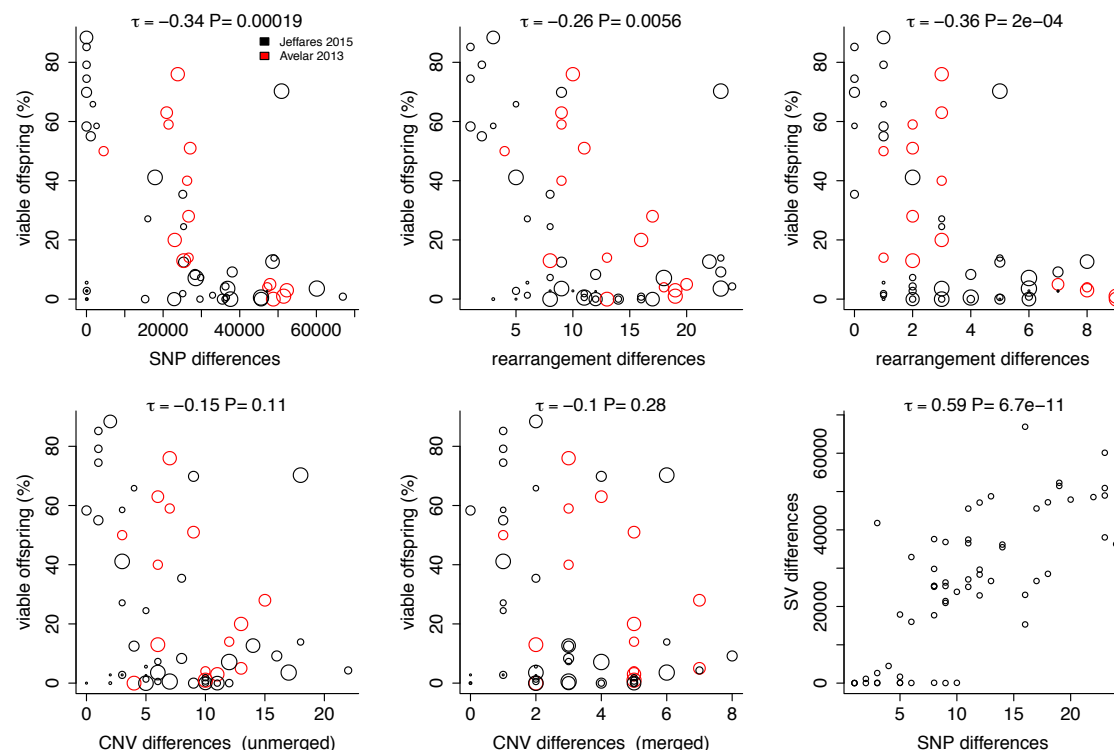 τ = −0.34 P= 0.00019
Jeffares 2015
Avelar 2013
viable offspring (%)
0 20 40 60 80
0 20000 40000 60000
SNP differences
τ = −0.26 P= 0.0056
viable offspring (%)
0 20 40 60 80
5 10 15 20
rearrangement differences
τ = −0.36 P= 2e−04
viable offspring (%)
0 20 40 60 80
0 2 4 6 8
rearrangement differences
τ = −0.15 P= 0.11
viable offspring (%)
0 20 40 60 80
0 5 10 15 20
CNV differences (unmerged)
τ = −0.1 P= 0.28
viable offspring (%)
0 20 40 60 80
0 2 4 6 8
CNV differences (merged)
τ = 0.59 P= 6.7e−11
SV differences
0 20000 40000 60000
5 10 15 20
SNP differences